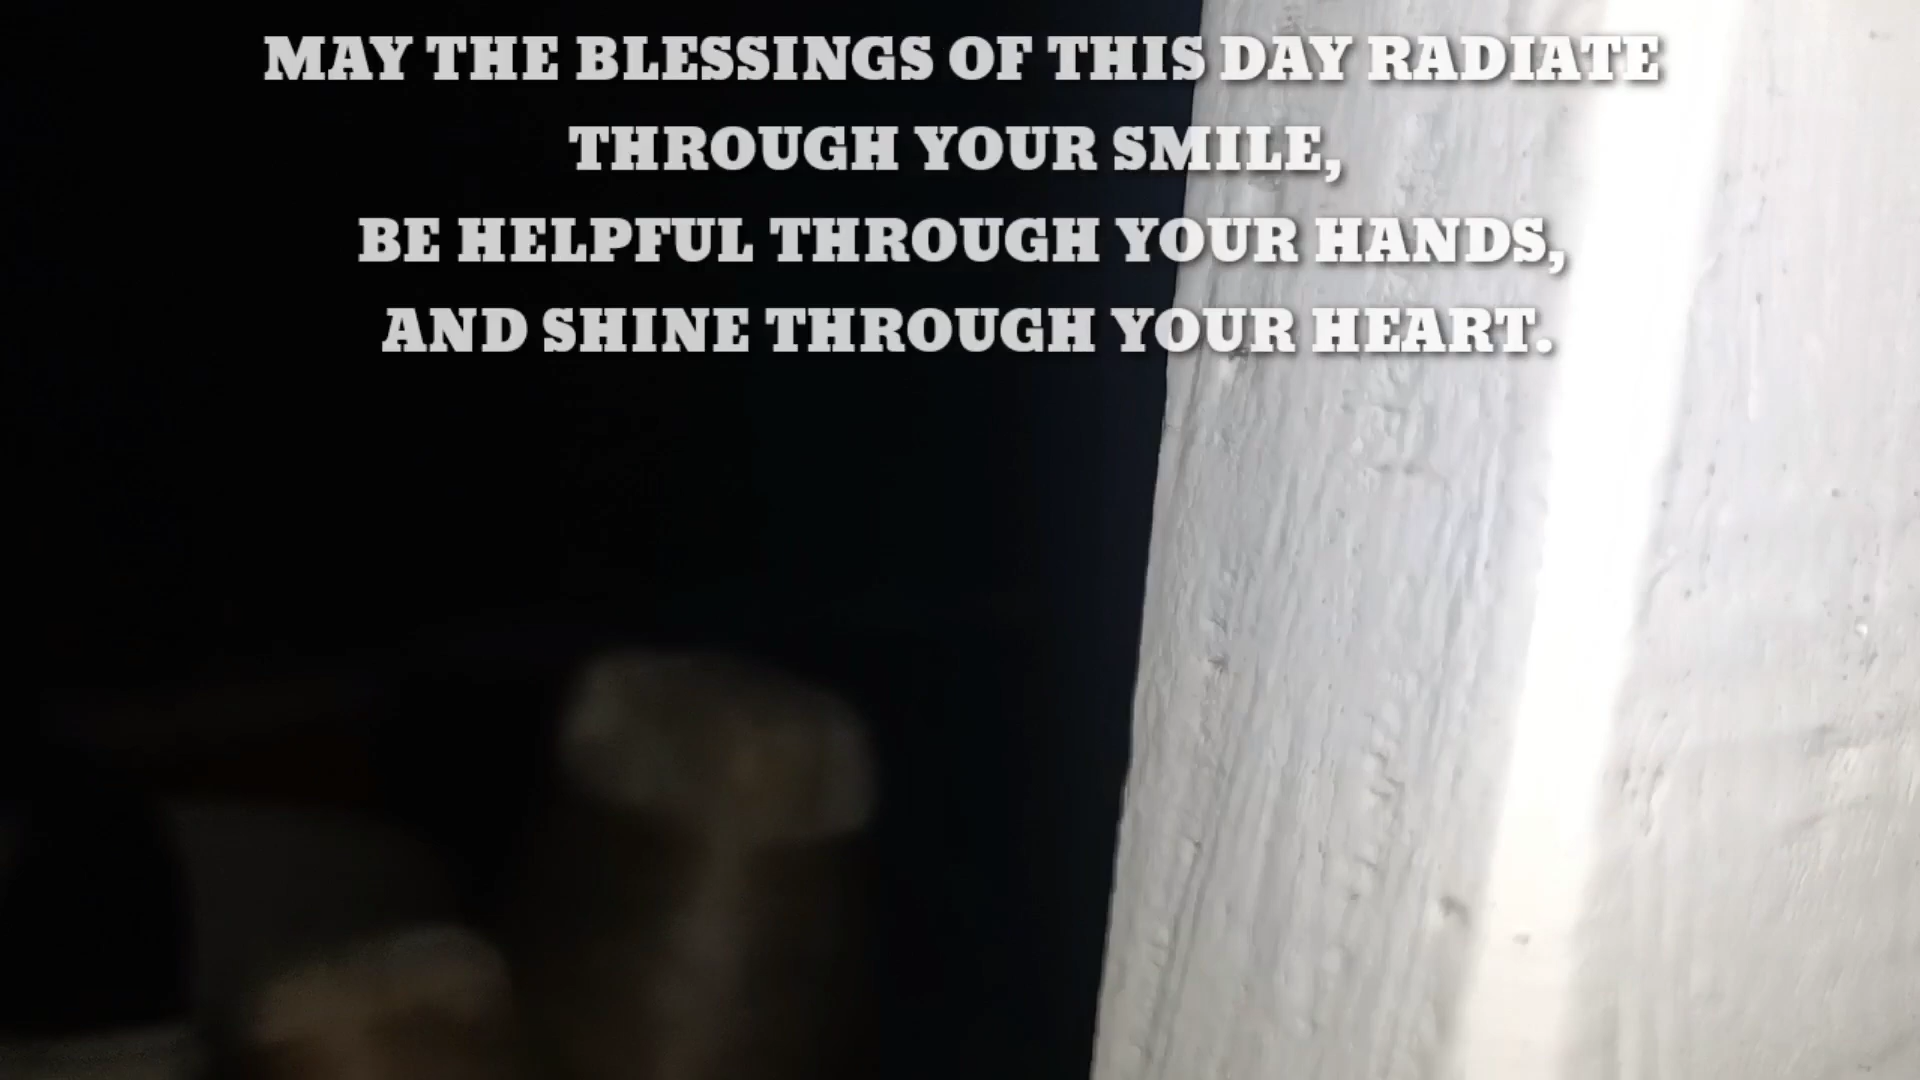 MAY THE BLESSINGS OF THIS DAY RADIATE
THROUGH YOUR SMILE,
BE HELPFUL THROUGH YOUR HANDS,
AND SHINE THROUGH YOUR HEART.